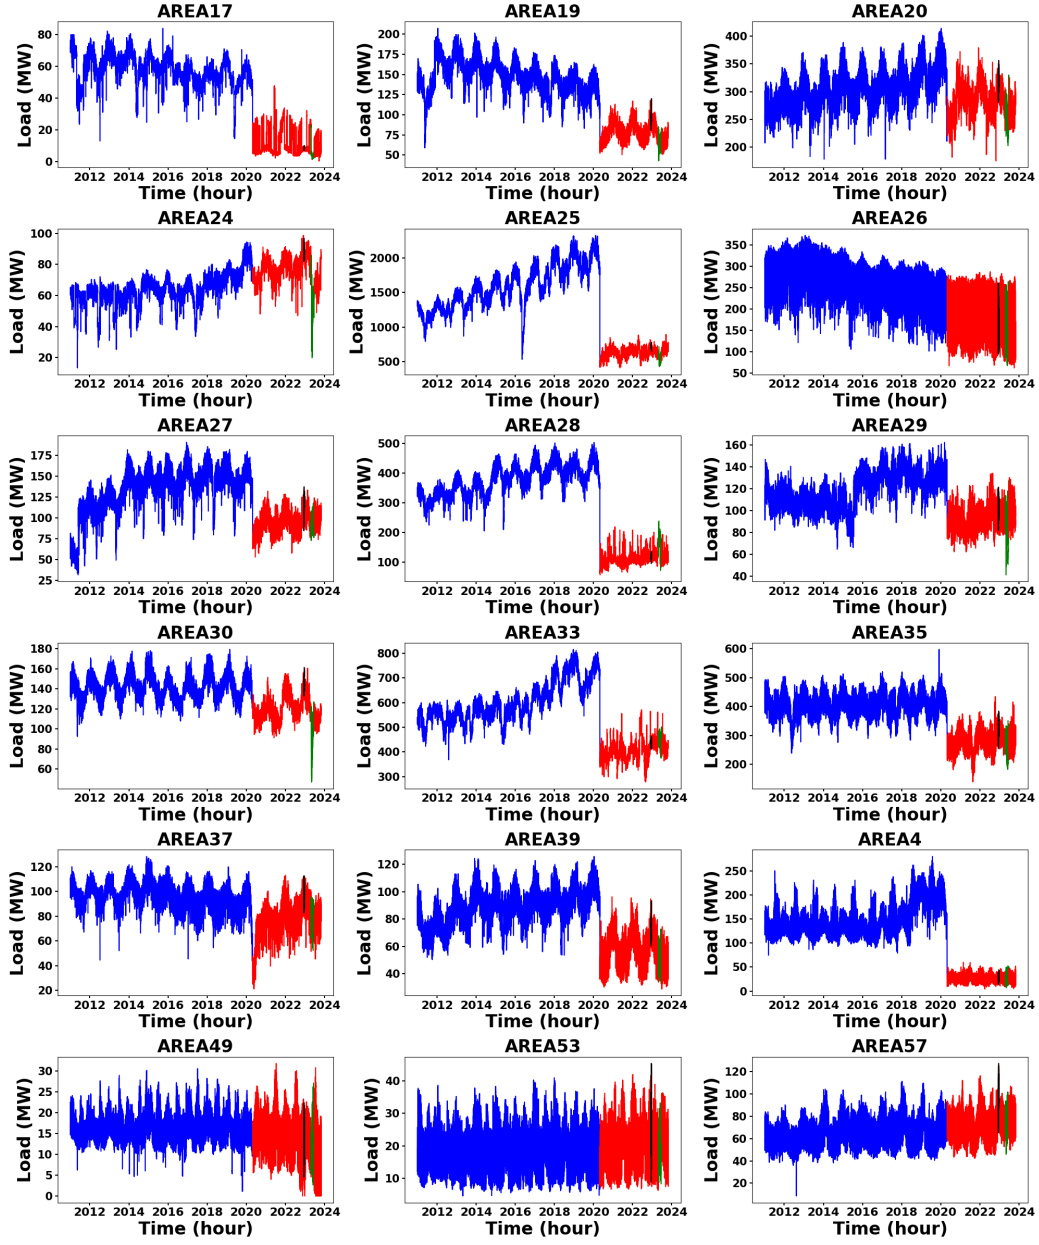 AREA17 AREA19 AREA20
Load (MW) 80 60 40 20 0
Load (MW) 200 175 150 125 100 75 50
Load (MW) 400 350 300 250 200
2012 2014 2016 2018 2020 2022 2024 2012 2014 2016 2018 2020 2022 2024 2012 2014 2016 2018 2020 2022 2024
Time (hour) Time (hour) Time (hour)
AREA24 AREA25 AREA26
Load (MW) 100 80 60 40 20
Load (MW) 2000 1500 1000 500
Load (MW) 350 300 250 200 150 100 50
2012 2014 2016 2018 2020 2022 2024 2012 2014 2016 2018 2020 2022 2024 2012 2014 2016 2018 2020 2022 2024
Time (hour) Time (hour) Time (hour)
AREA27 AREA28 AREA29
Load (MW) 175 150 125 100 75 50 25
Load (MW) 500 400 300 200 100
Load (MW) 160 140 120 100 80 60 40
2012 2014 2016 2018 2020 2022 2024 2012 2014 2016 2018 2020 2022 2024 2012 2014 2016 2018 2020 2022 2024
Time (hour) Time (hour) Time (hour)
AREA30 AREA33 AREA35
Load (MW) 180 160 140 120 100 80 60
Load (MW) 800 700 600 500 400 300
Load (MW) 600 500 400 300 200
2012 2014 2016 2018 2020 2022 2024 2012 2014 2016 2018 2020 2022 2024 2012 2014 2016 2018 2020 2022 2024
Time (hour) Time (hour) Time (hour)
AREA37 AREA39 AREA4
Load (MW) 120 100 80 60 40 20
Load (MW) 120 100 80 60 40
Load (MW) 250 200 150 100 50 0
2012 2014 2016 2018 2020 2022 2024 2012 2014 2016 2018 2020 2022 2024 2012 2014 2016 2018 2020 2022 2024
Time (hour) Time (hour) Time (hour)
AREA49 AREA53 AREA57
Load (MW) 30 25 20 15 10 5 0
Load (MW) 40 30 20 10
Load (MW) 120 100 80 60 40 20
2012 2014 2016 2018 2020 2022 2024 2012 2014 2016 2018 2020 2022 2024 2012 2014 2016 2018 2020 2022 2024
Time (hour) Time (hour) Time (hour)